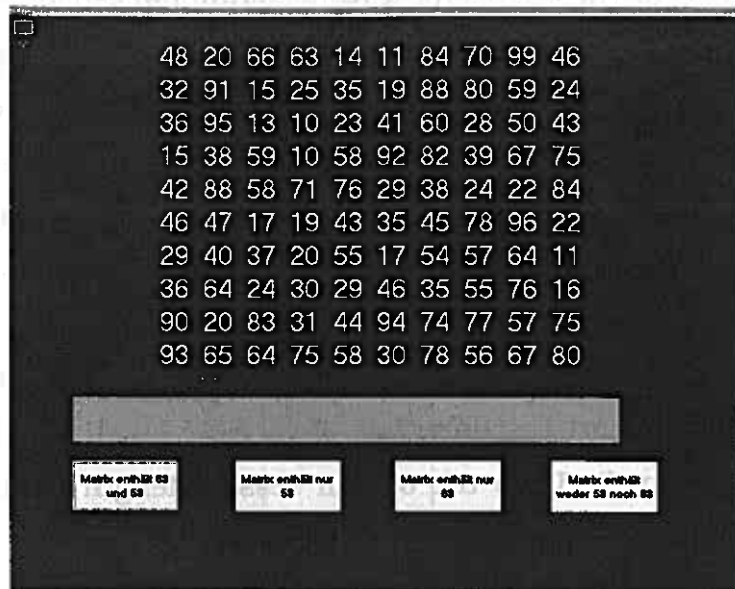 48 20 66 63 14 11 84 70 99 46
32 91 15 25 35 19 88 80 59 24
36 95 13 10 23 41 60 28 50 43
15 38 59 10 58 92 82 39 67 75
42 88 58 71 76 29 38 24 22 84
46 47 17 19 43 35 45 78 96 22
29 40 37 20 55 17 54 57 64 11
36 64 24 30 29 46 35 55 76 16
90 20 83 31 44 94 74 77 57 75
93 65 64 75 58 30 78 56 67 80
Matrix enthält
und
Matrix enthält nur
Matrix enthält nur
Matrix enthält
weder noch